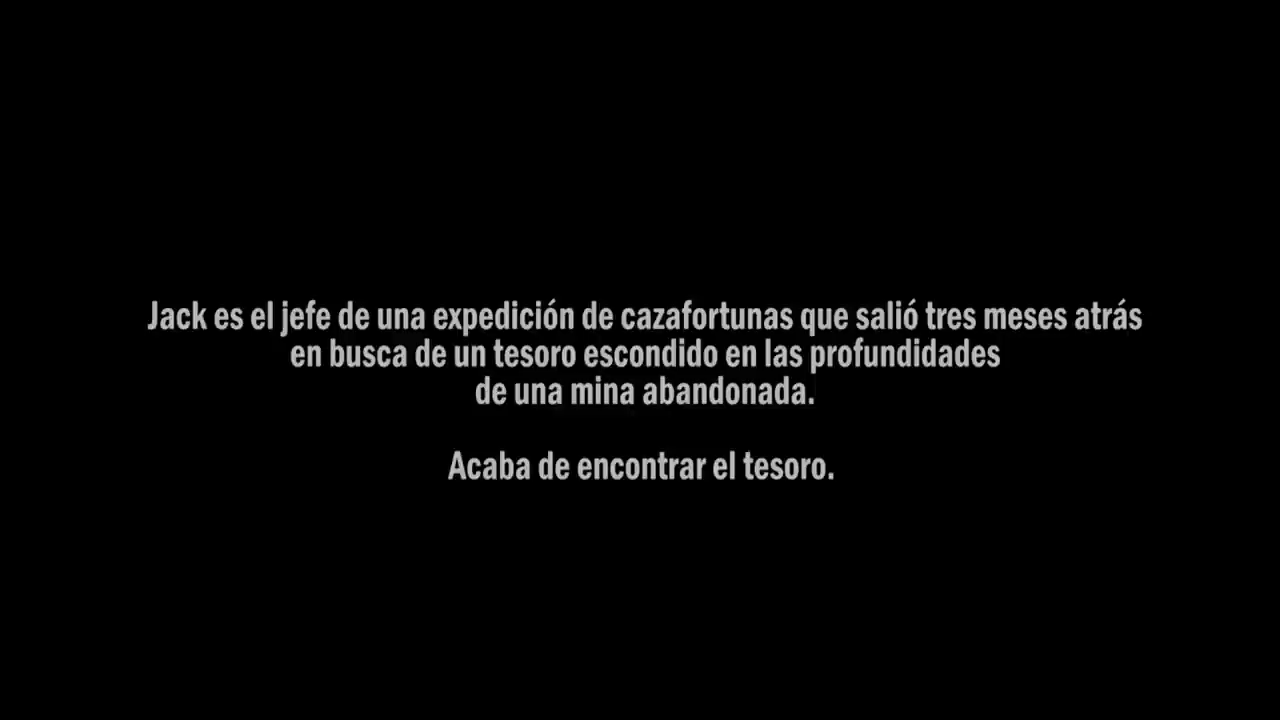 Jack es el jefe de una expedición de cazafortunas que salió tres meses atrás
en busca de un tesoro escondido en las profundidades
de una mina abandonada.
Acaba de encontrar el tesoro.